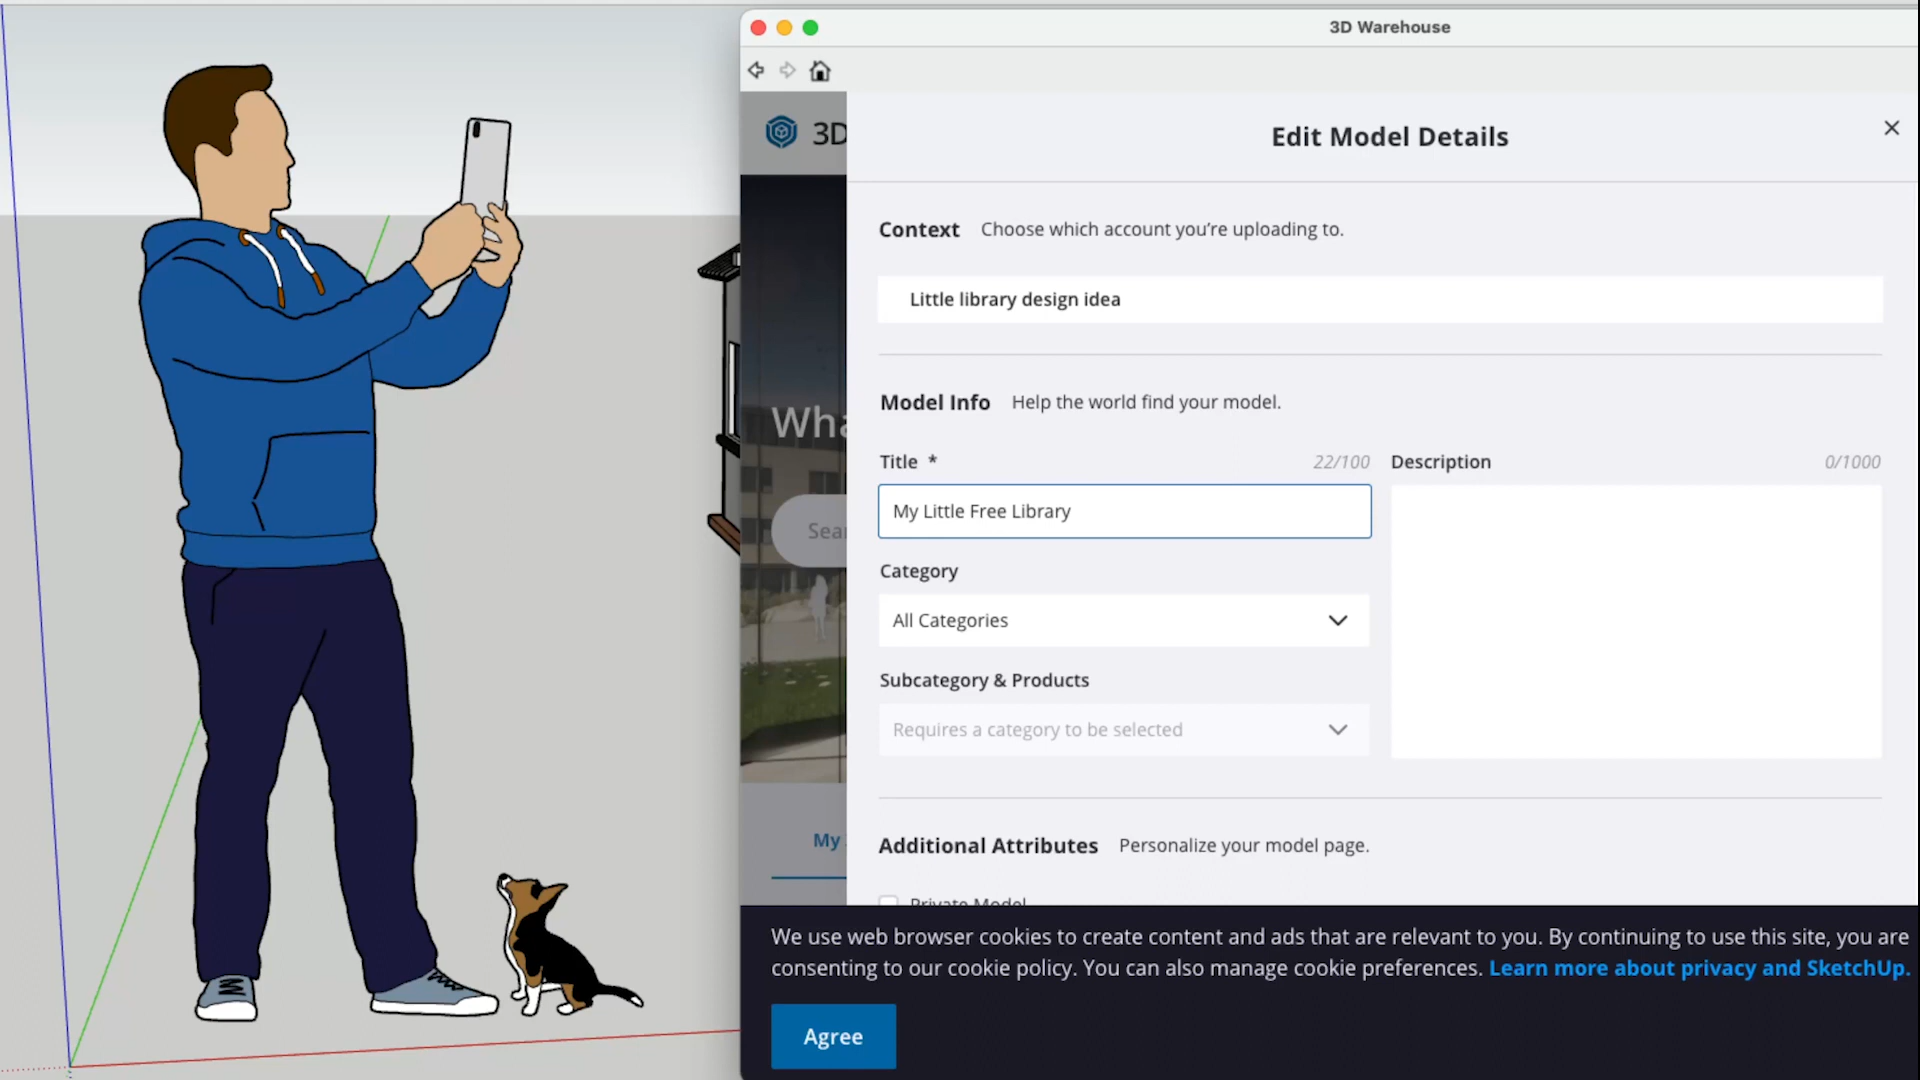 3D Warehouse
3D
Edit Model Details
Context Choose which account you’re uploading to.
Little library design idea
Model Info Help the world find your model.
Title * 22/100 Description 0/1000
My Little Free Library
Category
All Categories
Subcategory & Products
Requires a category to be selected
Additional Attributes Personalize your model page.
Private Model
Wha
Sear
My
We use web browser cookies to create content and ads that are relevant to you. By continuing to use this site, you are
consenting to our cookie policy. You can also manage cookie preferences. Learn more about privacy and SketchUp.
Agree